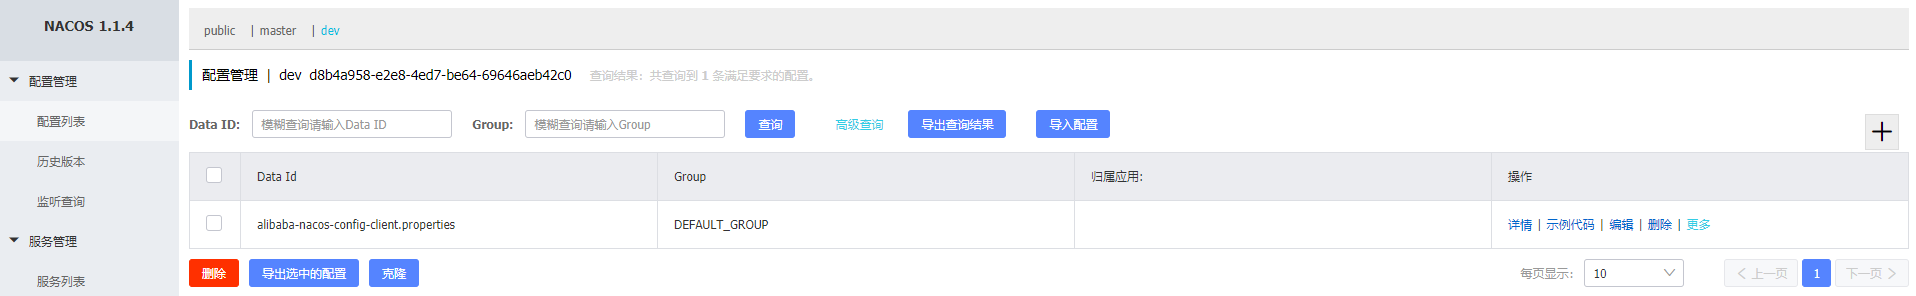 NACOS 1.1.4
配置管理
配置列表
历史版本
监听查询
服务管理
服务列表
public | master | dev
配置管理 | dev d8b4a958-e2e8-4ed7-be64-69646aeb42c0 查询结果：共查询到 1 条满足要求的配置。
Data ID: 模糊查询请输入Data ID Group: 模糊查询请输入Group 查询 高级查询 导出查询结果 导入配置
Data Id Group 归属应用: 操作
alibaba-nacos-config-client.properties DEFAULT_GROUP 详情 | 示例代码 | 编辑 | 删除 | 更多
删除 导出选中的配置 克隆 每页显示: 10 上一页 1 下一页